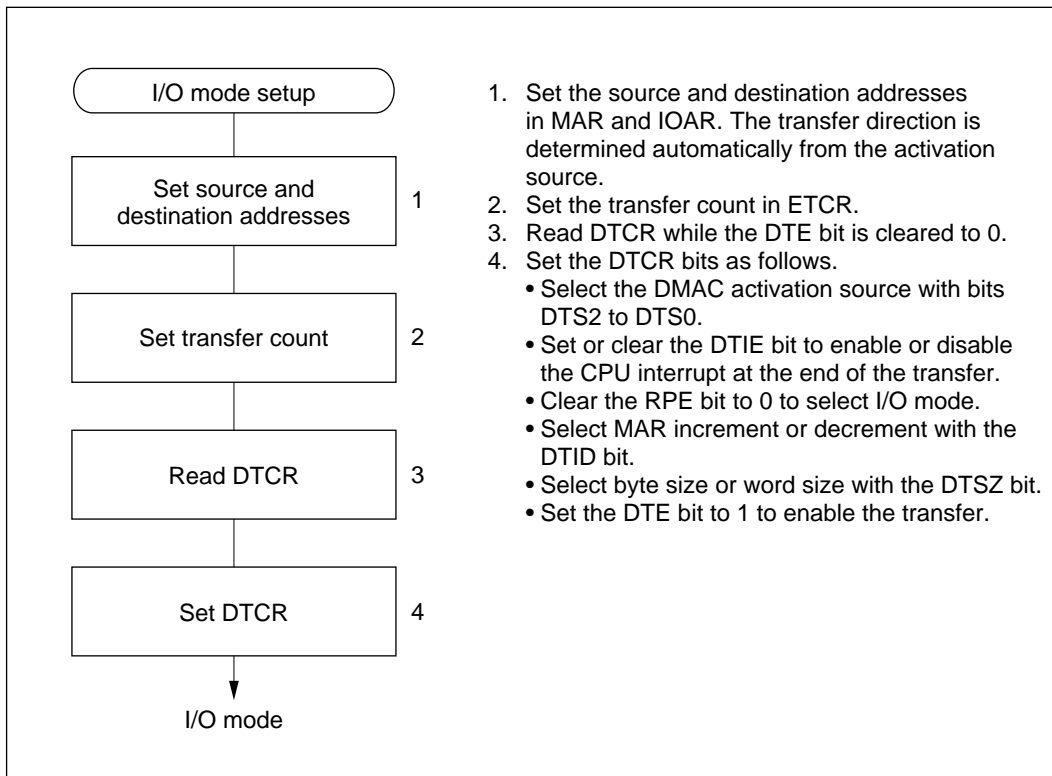 I/O mode setup
Set source and
destination addresses
1
Set transfer count
2
Read DTCR
3
Set DTCR
4
I/O mode
1. Set the source and destination addresses
in MAR and IOAR. The transfer direction is
determined automatically from the activation
source.
2. Set the transfer count in ETCR.
3. Read DTCR while the DTE bit is cleared to 0.
4. Set the DTCR bits as follows.
• Select the DMAC activation source with bits
DTS2 to DTS0.
• Set or clear the DTIE bit to enable or disable
the CPU interrupt at the end of the transfer.
• Clear the RPE bit to 0 to select I/O mode.
• Select MAR increment or decrement with the
DTID bit.
• Select byte size or word size with the DTSZ bit.
• Set the DTE bit to 1 to enable the transfer.